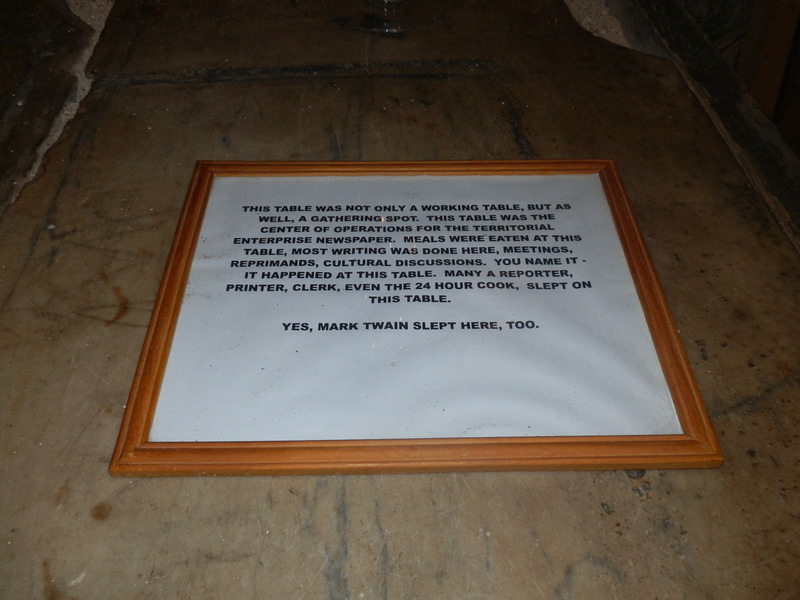 THIS TABLE WAS NOT ONLY A WORKING TABLE, BUT AS
WELL, A GATHERING SPOT. THIS TABLE WAS THE
CENTER OF OPERATIONS FOR THE TERRITORIAL
ENTERPRISE NEWSPAPER. MEALS WERE EATEN AT THIS
TABLE, MOST WRITING WAS DONE HERE, MEETINGS,
REPRIMANDS, CULTURAL DISCUSSIONS. YOU NAME IT -
IT HAPPENED AT THIS TABLE. MANY A REPORTER,
PRINTER, CLERK, EVEN THE 24 HOUR COOK, SLEPT ON
THIS TABLE.
YES, MARK TWAIN SLEPT HERE, TOO.